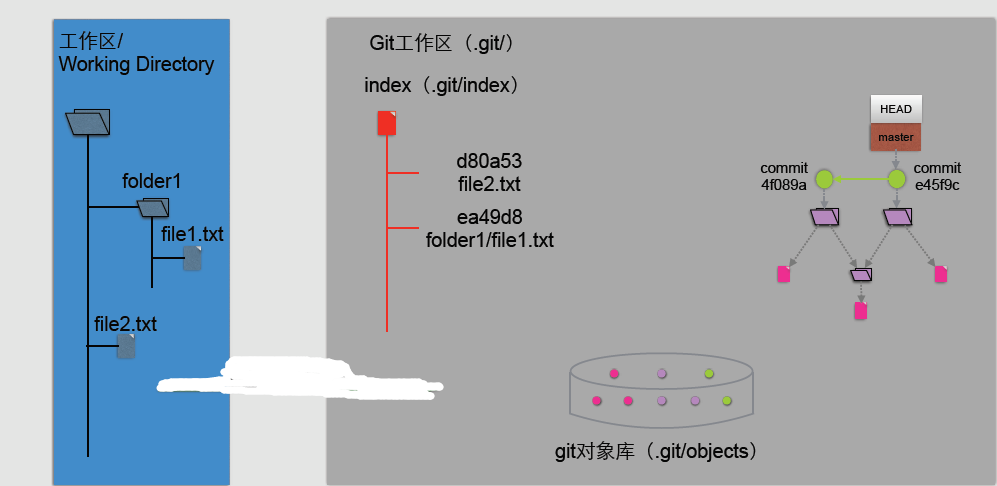 工作区/
Working Directory
folder1
file1.txt
file2.txt
Git工作区（.git/）
index（.git/index）
d80a53
file2.txt
ea49d8
folder1/file1.txt
HEAD
master
commit
4f089a
commit
e45f9c
git对象库（.git/objects）